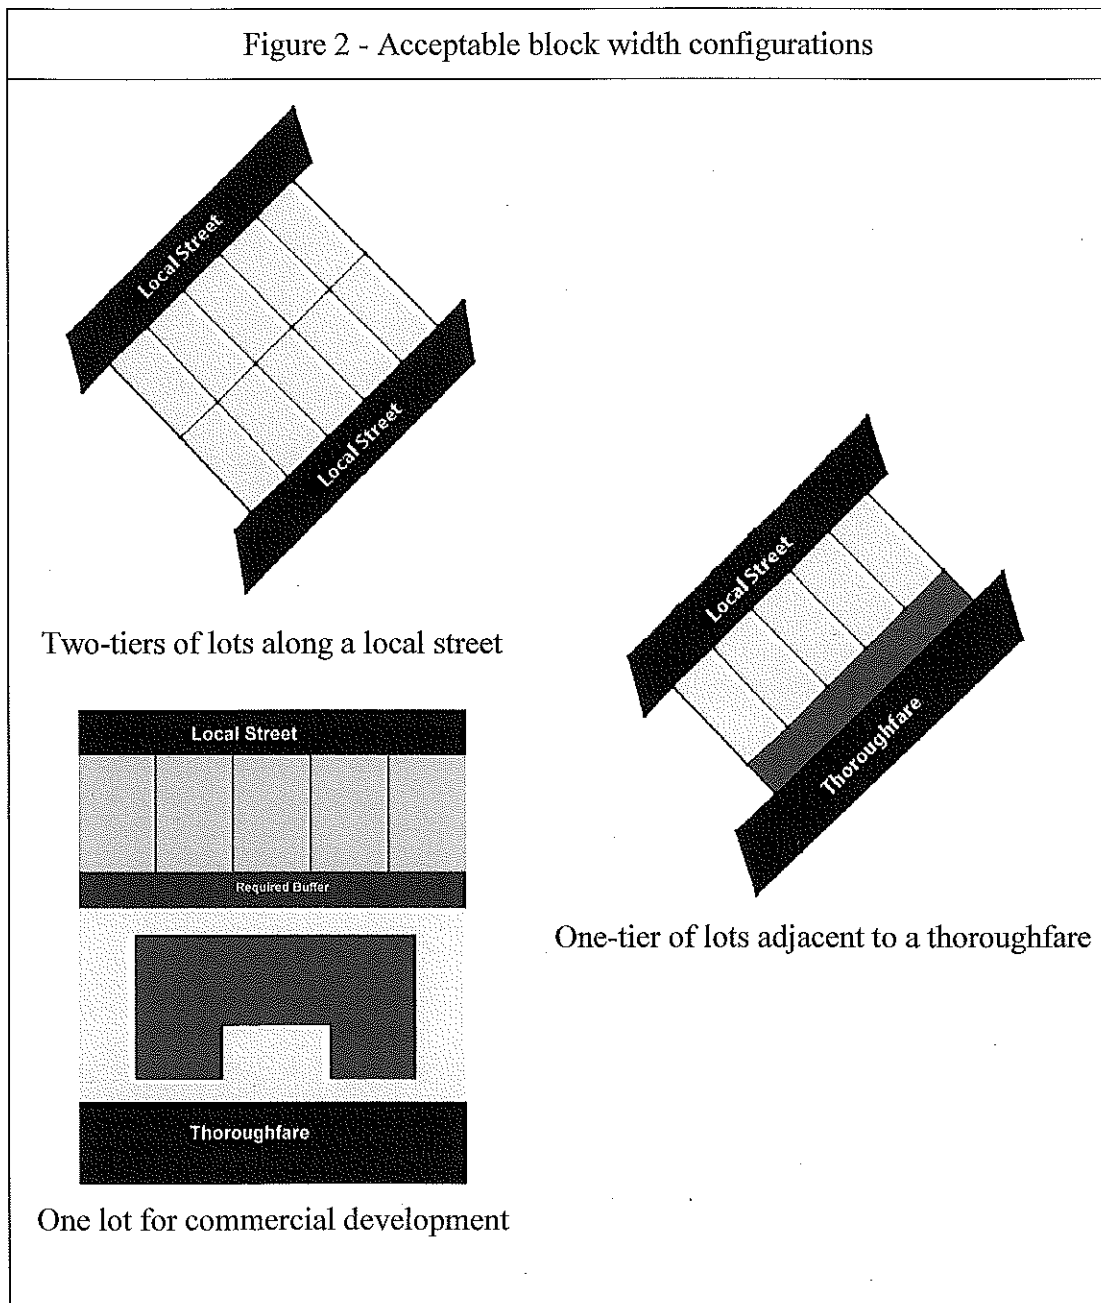 Figure 2 - Acceptable block width configurations
Local Street
Local Street
Two-tiers of lots along a local street
Local Street
Thoroughfare
One-tier of lots adjacent to a thoroughfare
Local Street
Required Buffer
Thoroughfare
One lot for commercial development